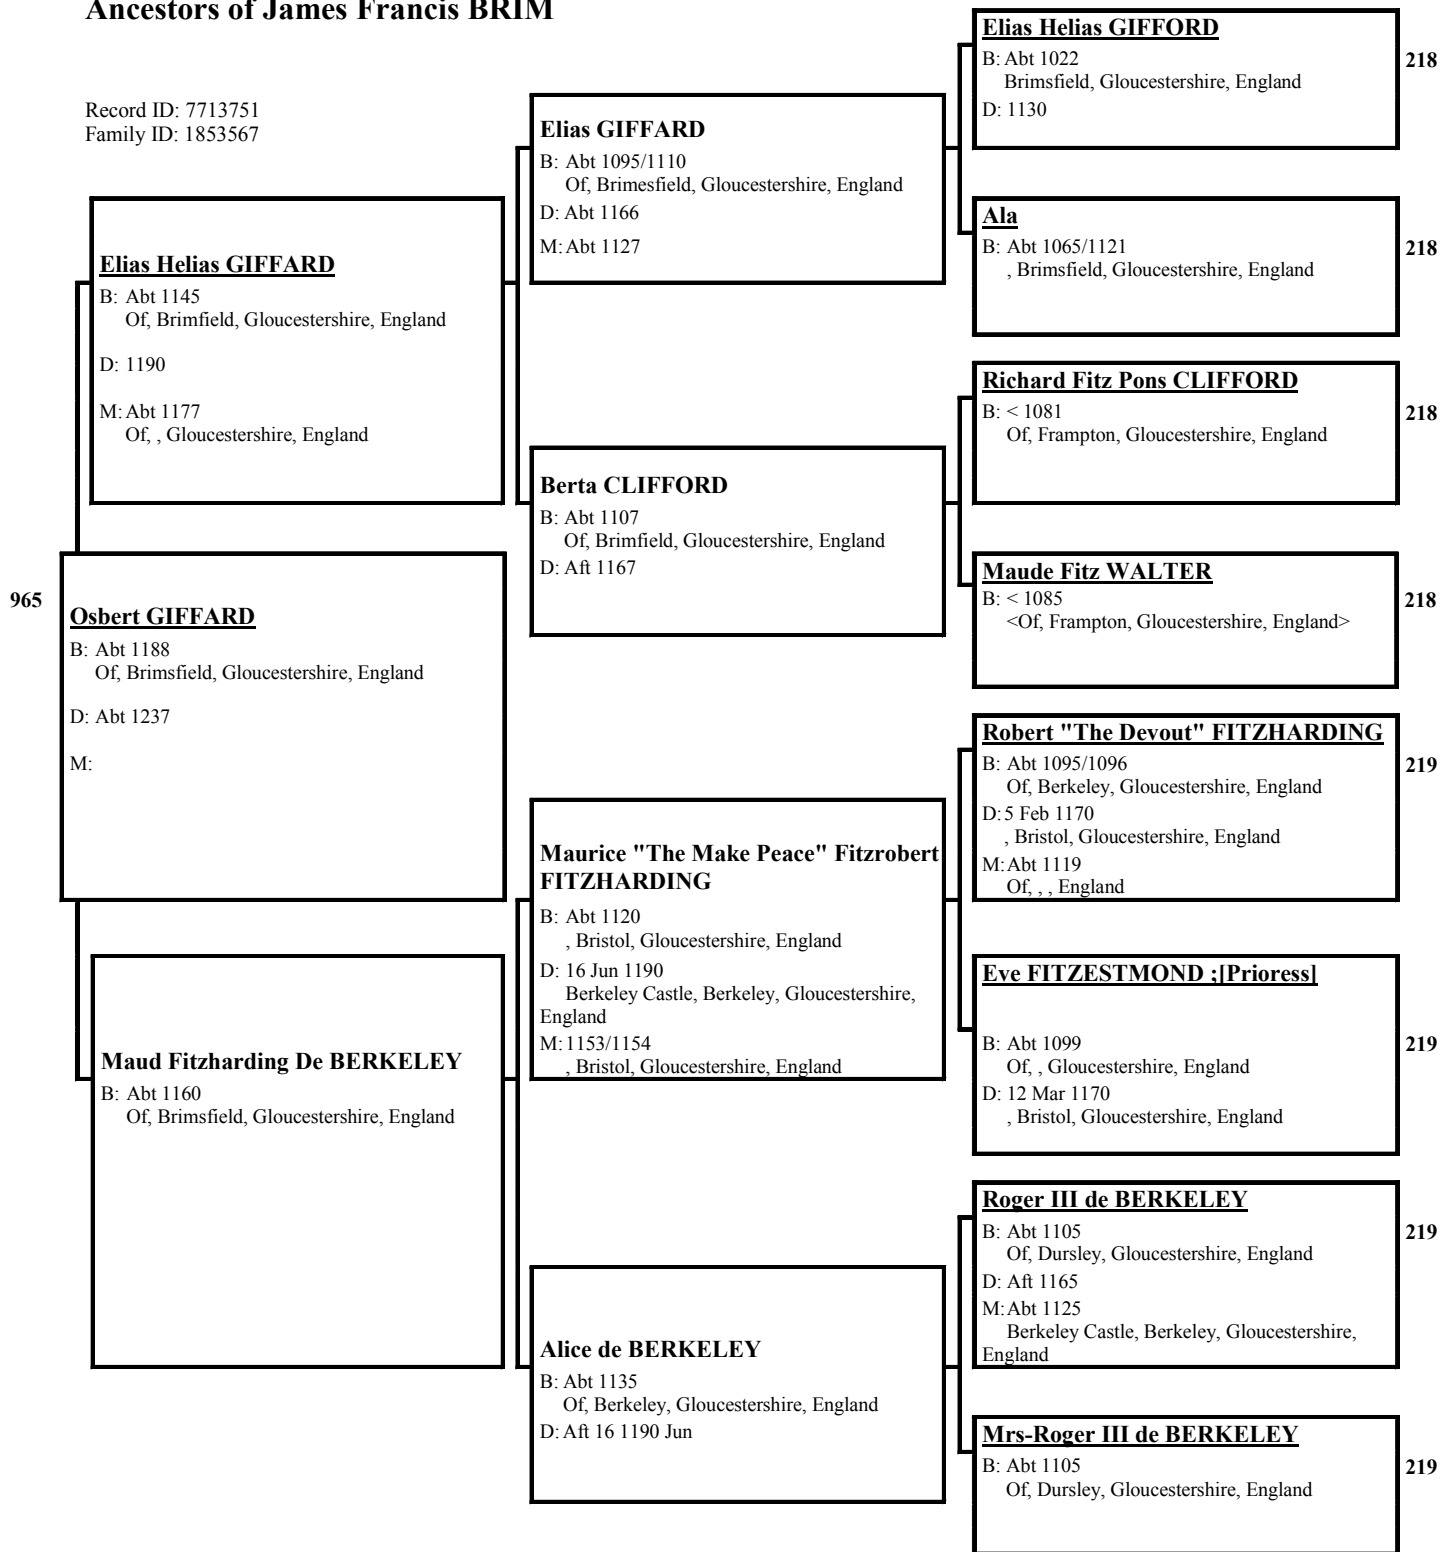 Ancestors of James Francis BRIM
Record ID: 7713751
Family ID: 1853567
965
Osbert GIFFARD
B: Abt 1188
Of, Brimsfield, Gloucestershire, England
D: Abt 1237
M:
Elias Helias GIFFARD
B: Abt 1145
Of, Brimfield, Gloucestershire, England
D: 1190
M: Abt 1177
Of, , Gloucestershire, England
Maud Fitzharding De BERKELEY
B: Abt 1160
Of, Brimsfield, Gloucestershire, England
Elias GIFFARD
B: Abt 1095/1110
Of, Brimesfield, Gloucestershire, England
D: Abt 1166
M: Abt 1127
Berta CLIFFORD
B: Abt 1107
Of, Brimfield, Gloucestershire, England
D: Aft 1167
Maurice "The Make Peace" Fitzrobert
FITZHARDING
B: Abt 1120
, Bristol, Gloucestershire, England
D: 16 Jun 1190
Berkeley Castle, Berkeley, Gloucestershire,
England
M: 1153/1154
, Bristol, Gloucestershire, England
Alice de BERKELEY
B: Abt 1135
Of, Berkeley, Gloucestershire, England
D: Aft 16 1190 Jun
Elias Helias GIFFORD
B: Abt 1022
Brimsfield, Gloucestershire, England
D: 1130
218
Ala
B: Abt 1065/1121
, Brimsfield, Gloucestershire, England
218
Richard Fitz Pons CLIFFORD
B: < 1081
Of, Frampton, Gloucestershire, England
218
Maude Fitz WALTER
B: < 1085
<Of, Frampton, Gloucestershire, England>
218
Robert "The Devout" FITZHARDING
B: Abt 1095/1096
Of, Berkeley, Gloucestershire, England
D: 5 Feb 1170
, Bristol, Gloucestershire, England
M: Abt 1119
Of, , , England
219
Eve FITZESTMOND ;[Prioress]
B: Abt 1099
Of, , Gloucestershire, England
D: 12 Mar 1170
, Bristol, Gloucestershire, England
219
Roger III de BERKELEY
B: Abt 1105
Of, Dursley, Gloucestershire, England
D: Aft 1165
M: Abt 1125
Berkeley Castle, Berkeley, Gloucestershire,
England
219
Mrs-Roger III de BERKELEY
B: Abt 1105
Of, Dursley, Gloucestershire, England
219